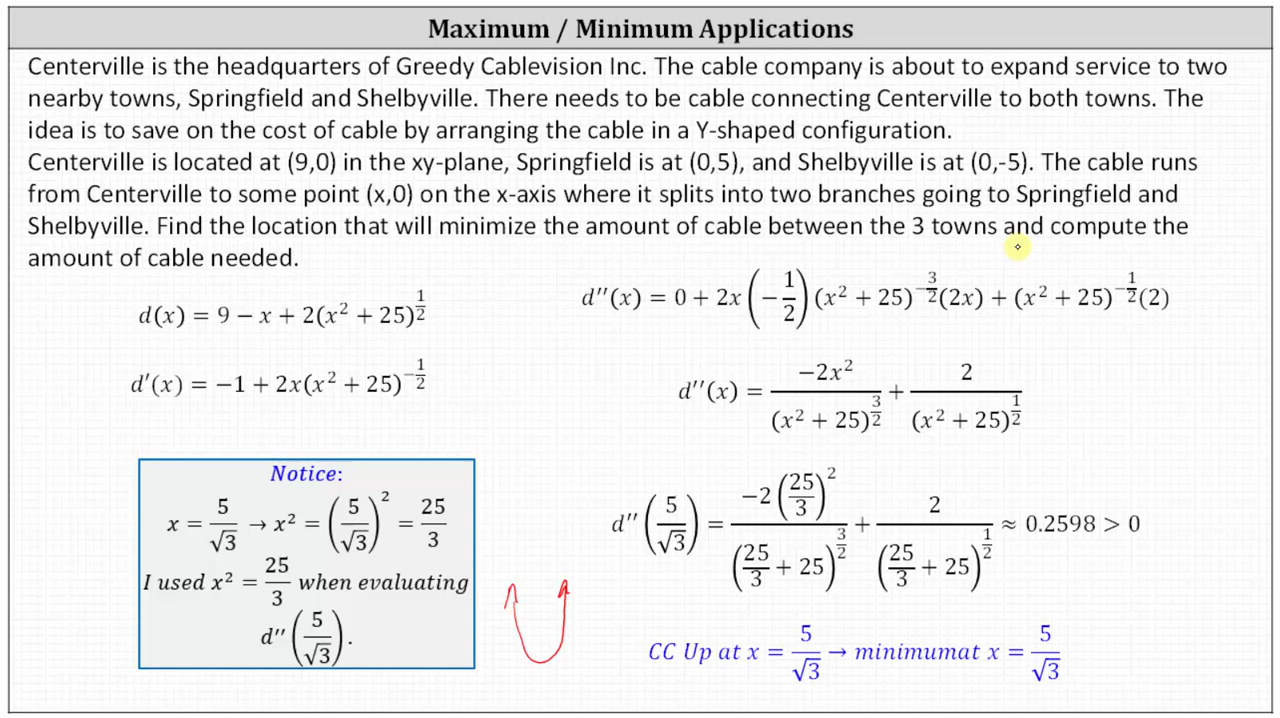 Maximum / Minimum Applications
Centerville is the headquarters of Greedy Cablevision Inc. The cable company is about to expand service to two
nearby towns, Springfield and Shelbyville. There needs to be cable connecting Centerville to both towns. The
idea is to save on the cost of cable by arranging the cable in a Y-shaped configuration.
Centerville is located at (9,0) in the xy-plane, Springfield is at (0,5), and Shelbyville is at (0,-5). The cable runs
from Centerville to some point (x,0) on the x-axis where it splits into two branches going to Springfield and
Shelbyville. Find the location that will minimize the amount of cable between the 3 towns and compute the
amount of cable needed.
d(x) = 9 − x + 2(x² + 25)^(1/2)
d′(x) = −1 + 2x(x² + 25)^(−1/2)
Notice:
x = 5/√3 → x² = (5/√3)² = 25/3
I used x² = 25/3 when evaluating
d′′(5/√3).
d′′(x) = 0 + 2x(−1/2)(x² + 25)^(−3/2)(2x) + (x² + 25)^(−1/2)(2)
d′′(x) = −2x²/(x² + 25)^(3/2) + 2/(x² + 25)^(1/2)
d′′(5/√3) = −2(25/3)²/(25/3 + 25)^(3/2) + 2/(25/3 + 25)^(1/2) ≈ 0.2598 > 0
CC Up at x = 5/√3 → minimumat x = 5/√3